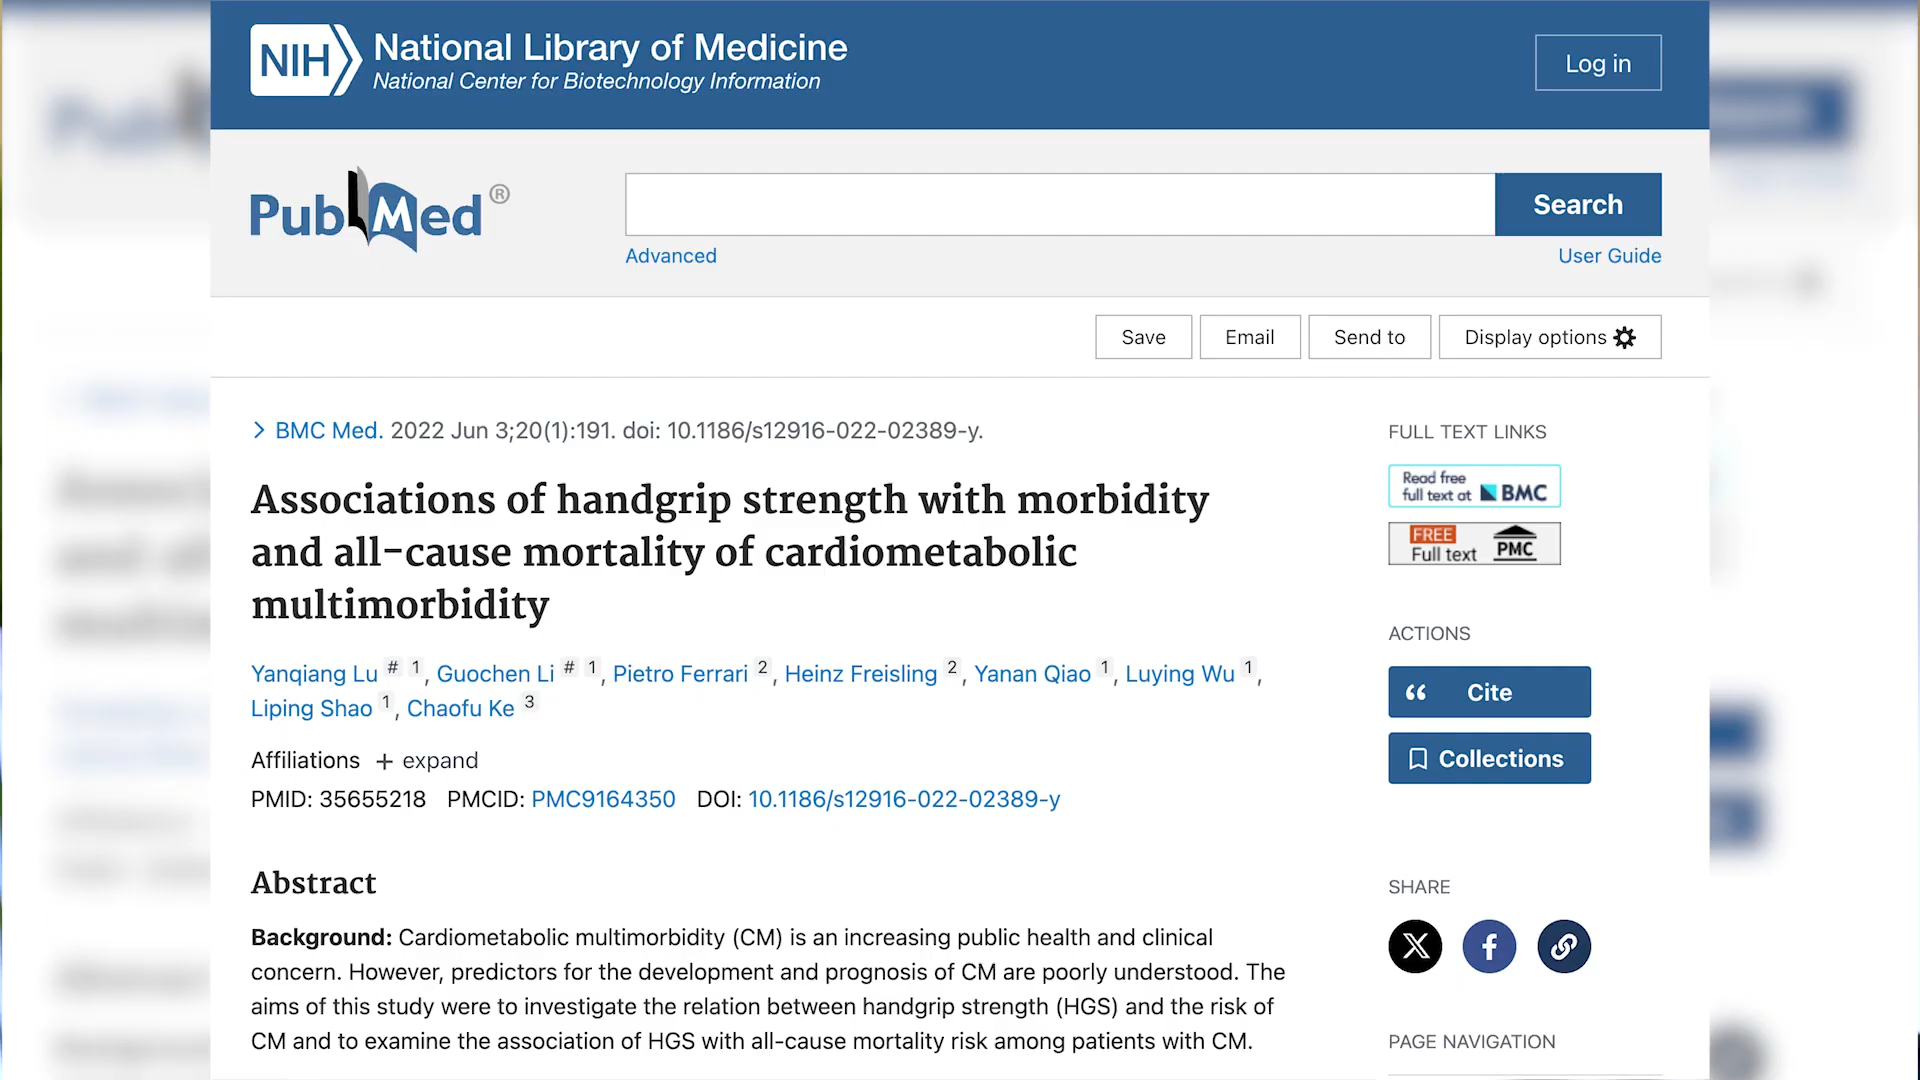 NIH National Library of Medicine
National Center for Biotechnology Information
Log in
PubMed®
Search
Advanced
User Guide
Save
Email
Send to
Display options
BMC Med. 2022 Jun 3;20(1):191. doi: 10.1186/s12916-022-02389-y.
Associations of handgrip strength with morbidity
and all-cause mortality of cardiometabolic
multimorbidity
Yanqiang Lu # 1, Guochen Li # 1, Pietro Ferrari 2, Heinz Freisling 2, Yanan Qiao 1, Luying Wu 1,
Liping Shao 1, Chaofu Ke 3
Affiliations + expand
PMID: 35655218 PMCID: PMC9164350 DOI: 10.1186/s12916-022-02389-y
Abstract
Background: Cardiometabolic multimorbidity (CM) is an increasing public health and clinical
concern. However, predictors for the development and prognosis of CM are poorly understood. The
aims of this study were to investigate the relation between handgrip strength (HGS) and the risk of
CM and to examine the association of HGS with all-cause mortality risk among patients with CM.
FULL TEXT LINKS
Read free
full text at BMC
FREE
Full text PMC
ACTIONS
Cite
Collections
SHARE
PAGE NAVIGATION